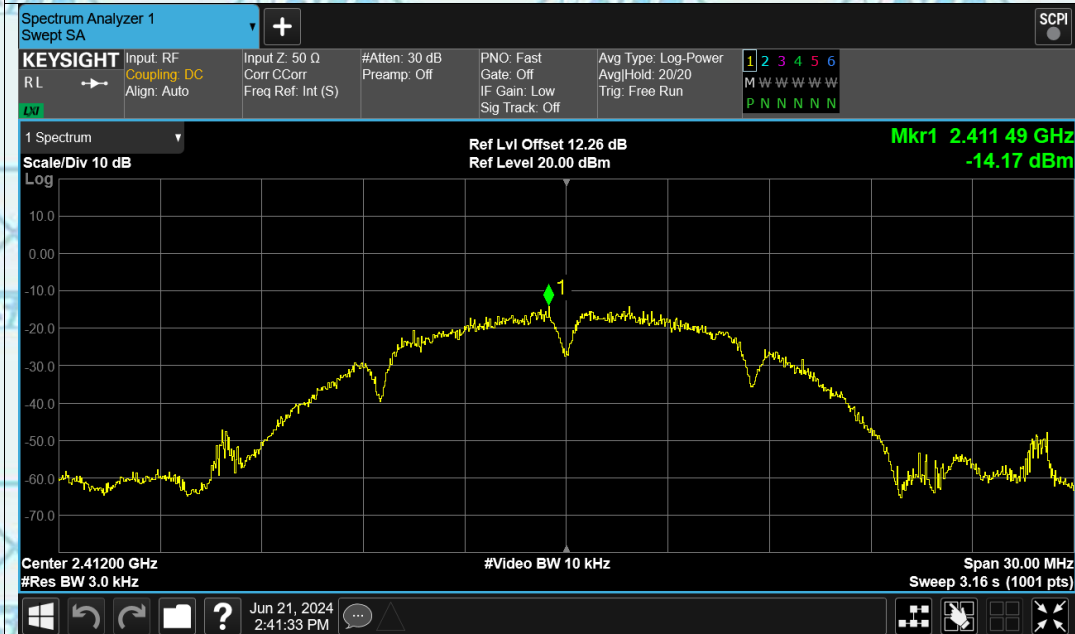 Spectrum Analyzer 1
Swept SA
+
SCPI
KEYSIGHT
R L
LXI
Input: RF
Coupling: DC
Align: Auto
Input Z: 50 Ω
Corr CCorr
Freq Ref: Int (S)
#Atten: 30 dB
Preamp: Off
PNO: Fast
Gate: Off
IF Gain: Low
Sig Track: Off
Avg Type: Log-Power
Avg|Hold: 20/20
Trig: Free Run
1 2 3 4 5 6
M W W W W W
P N N N N N
1 Spectrum
Scale/Div 10 dB
Log
Ref Lvl Offset 12.26 dB
Ref Level 20.00 dBm
Mkr1 2.411 49 GHz
-14.17 dBm
10.0
0.00
-10.0
1
-20.0
-30.0
-40.0
-50.0
-60.0
-70.0
Center 2.41200 GHz
#Video BW 10 kHz
Span 30.00 MHz
#Res BW 3.0 kHz
Sweep 3.16 s (1001 pts)
?
Jun 21, 2024
2:41:33 PM